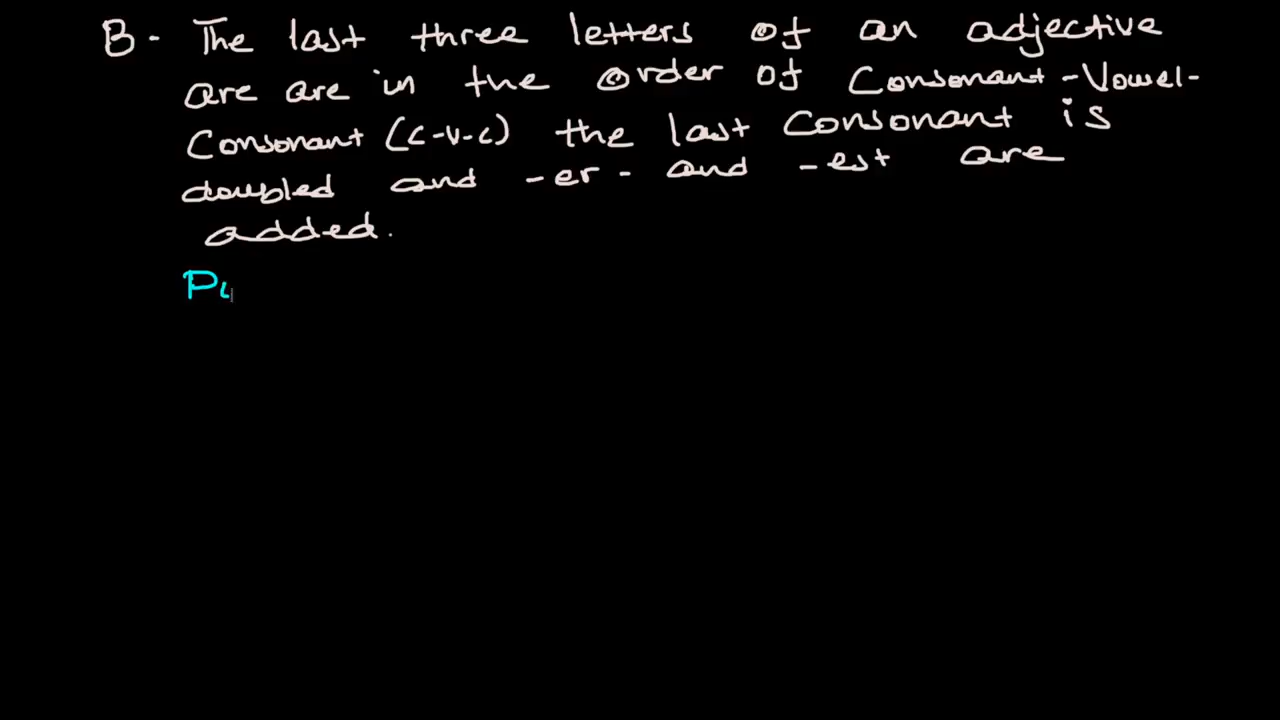 B- The last three letters of an adjective
are are in the order of Consonant-Vowel-
Consonant (C-V-C) the last Consonant is
doubled and -er- and -est are
added.